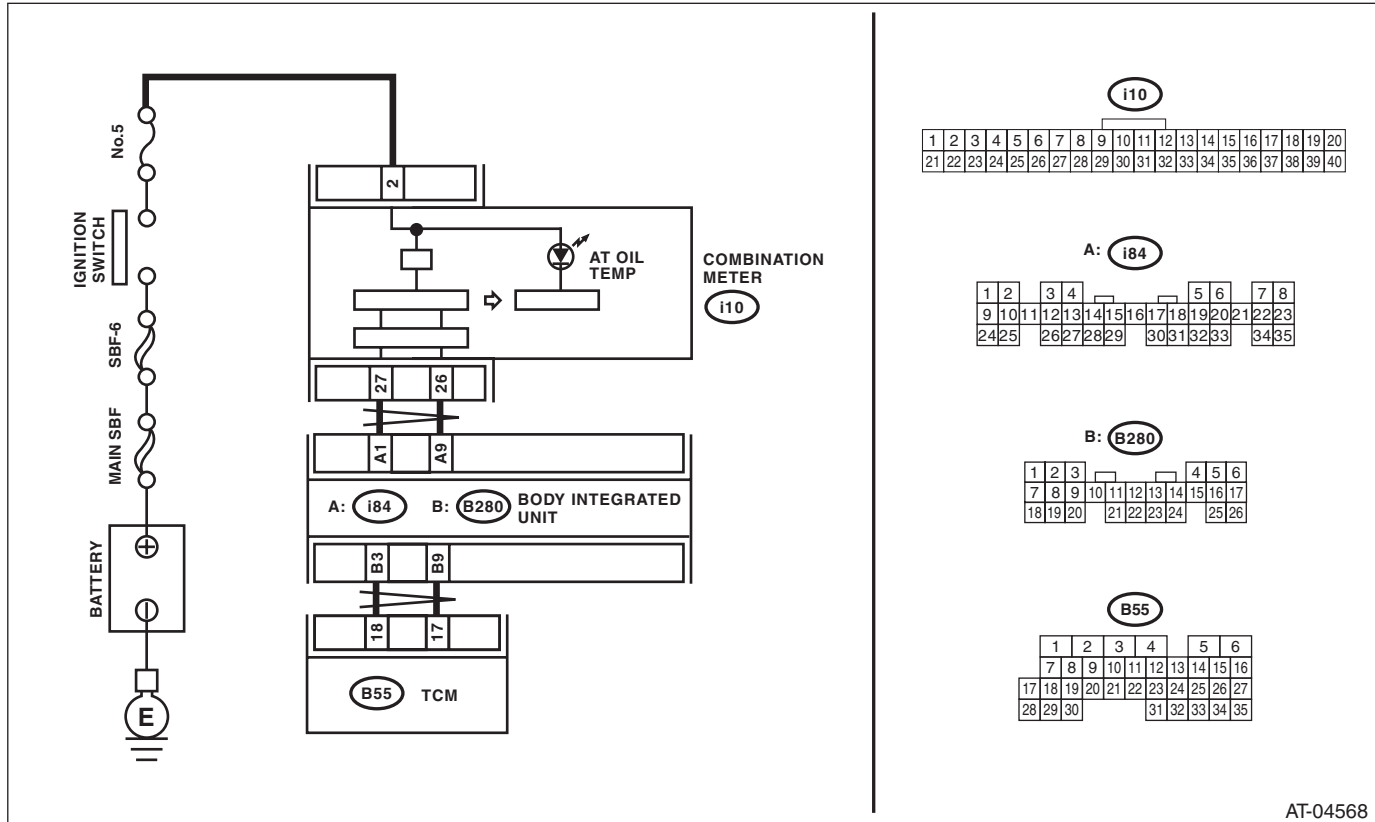 No.5
IGNITION
SWITCH
SBF-6
MAIN SBF
BATTERY
E
2
AT OIL
TEMP
COMBINATION
METER
i10
27 26
A1 A9
A: i84 B: B280 BODY INTEGRATED
UNIT
B3 B9
18 17
B55 TCM
i10
1 2 3 4 5 6 7 8 9 10 11 12 13 14 15 16 17 18 19 20
21 22 23 24 25 26 27 28 29 30 31 32 33 34 35 36 37 38 39 40
A: i84
1 2 3 4 5 6 7 8
9 10 11 12 13 14 15 16 17 18 19 20 21 22 23
24 25 26 27 28 29 30 31 32 33 34 35
B: B280
1 2 3 4 5 6
7 8 9 10 11 12 13 14 15 16 17
18 19 20 21 22 23 24 25 26
B55
1 2 3 4 5 6
7 8 9 10 11 12 13 14 15 16
17 18 19 20 21 22 23 24 25 26 27
28 29 30 31 32 33 34 35
AT-04568